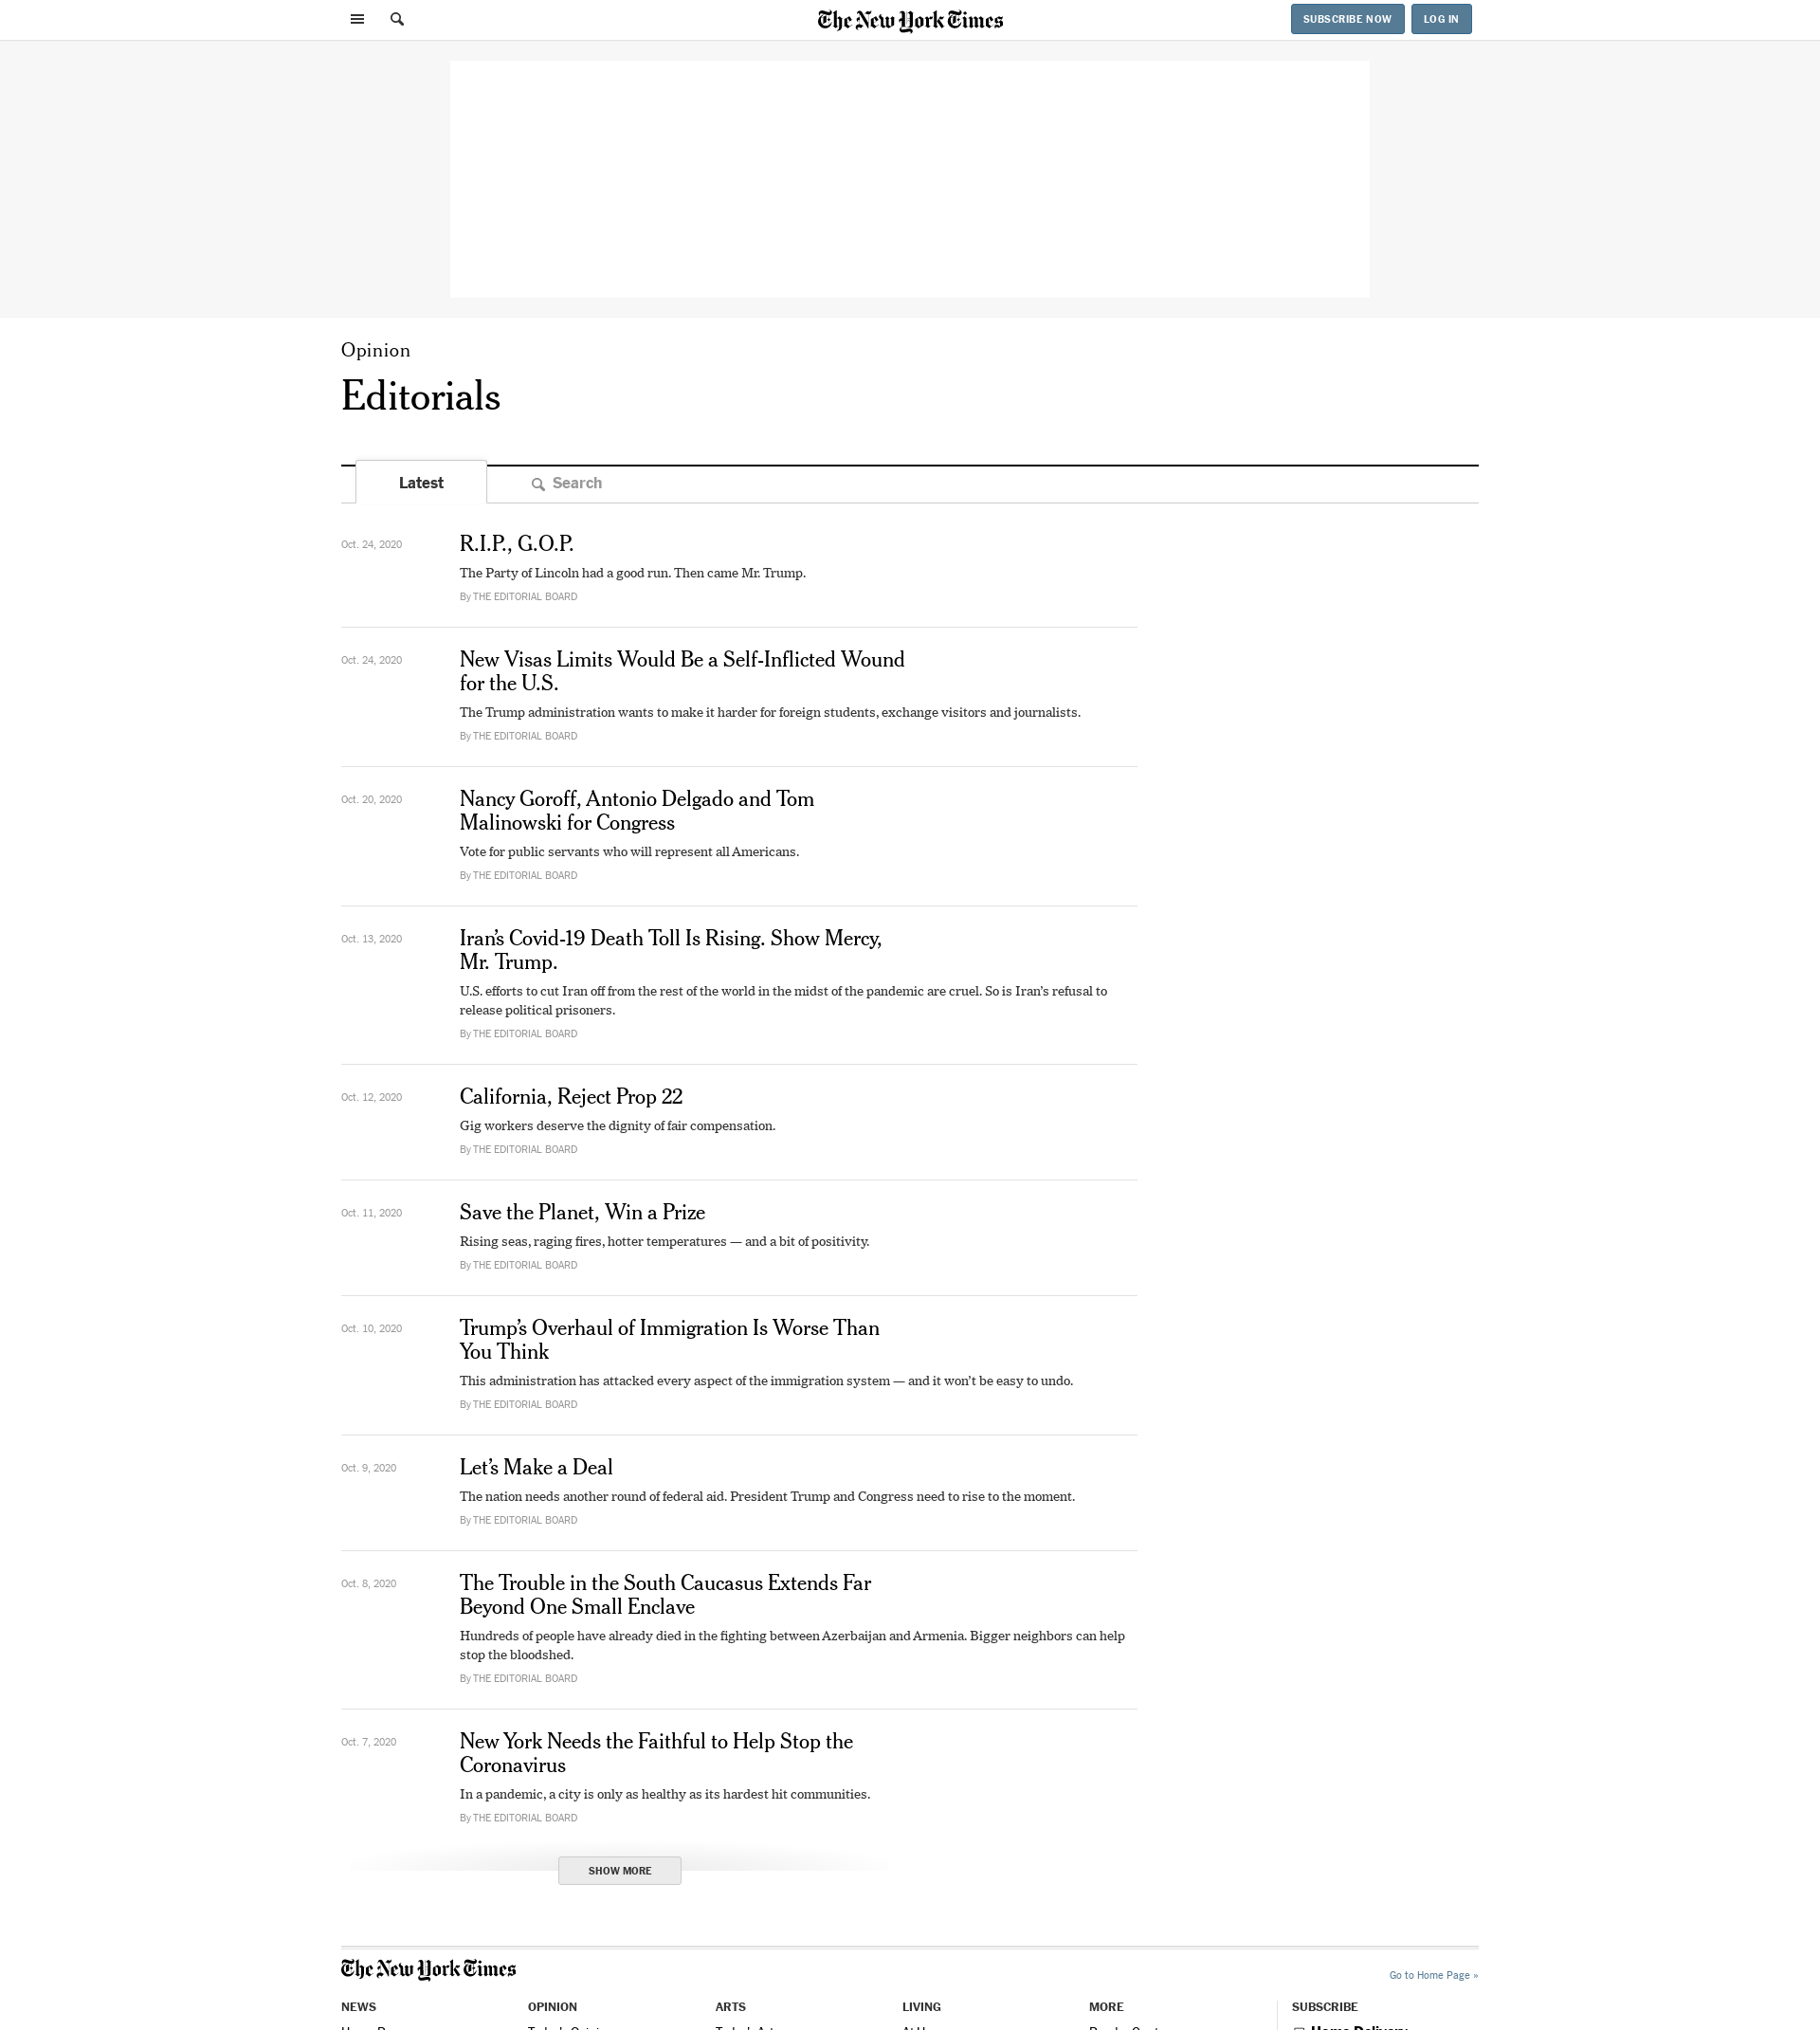 The New York Times
SUBSCRIBE NOW
LOG IN
Opinion
Editorials
Latest
Search
Oct. 24, 2020
R.I.P., G.O.P.
The Party of Lincoln had a good run. Then came Mr. Trump.
By THE EDITORIAL BOARD
Oct. 24, 2020
New Visas Limits Would Be a Self-Inflicted Wound
for the U.S.
The Trump administration wants to make it harder for foreign students, exchange visitors and journalists.
By THE EDITORIAL BOARD
Oct. 20, 2020
Nancy Goroff, Antonio Delgado and Tom
Malinowski for Congress
Vote for public servants who will represent all Americans.
By THE EDITORIAL BOARD
Oct. 13, 2020
Iran’s Covid-19 Death Toll Is Rising. Show Mercy,
Mr. Trump.
U.S. efforts to cut Iran off from the rest of the world in the midst of the pandemic are cruel. So is Iran’s refusal to
release political prisoners.
By THE EDITORIAL BOARD
Oct. 12, 2020
California, Reject Prop 22
Gig workers deserve the dignity of fair compensation.
By THE EDITORIAL BOARD
Oct. 11, 2020
Save the Planet, Win a Prize
Rising seas, raging fires, hotter temperatures — and a bit of positivity.
By THE EDITORIAL BOARD
Oct. 10, 2020
Trump’s Overhaul of Immigration Is Worse Than
You Think
This administration has attacked every aspect of the immigration system — and it won’t be easy to undo.
By THE EDITORIAL BOARD
Oct. 9, 2020
Let’s Make a Deal
The nation needs another round of federal aid. President Trump and Congress need to rise to the moment.
By THE EDITORIAL BOARD
Oct. 8, 2020
The Trouble in the South Caucasus Extends Far
Beyond One Small Enclave
Hundreds of people have already died in the fighting between Azerbaijan and Armenia. Bigger neighbors can help
stop the bloodshed.
By THE EDITORIAL BOARD
Oct. 7, 2020
New York Needs the Faithful to Help Stop the
Coronavirus
In a pandemic, a city is only as healthy as its hardest hit communities.
By THE EDITORIAL BOARD
SHOW MORE
The New York Times
Go to Home Page »
NEWS
OPINION
ARTS
LIVING
MORE
SUBSCRIBE
Home Delivery